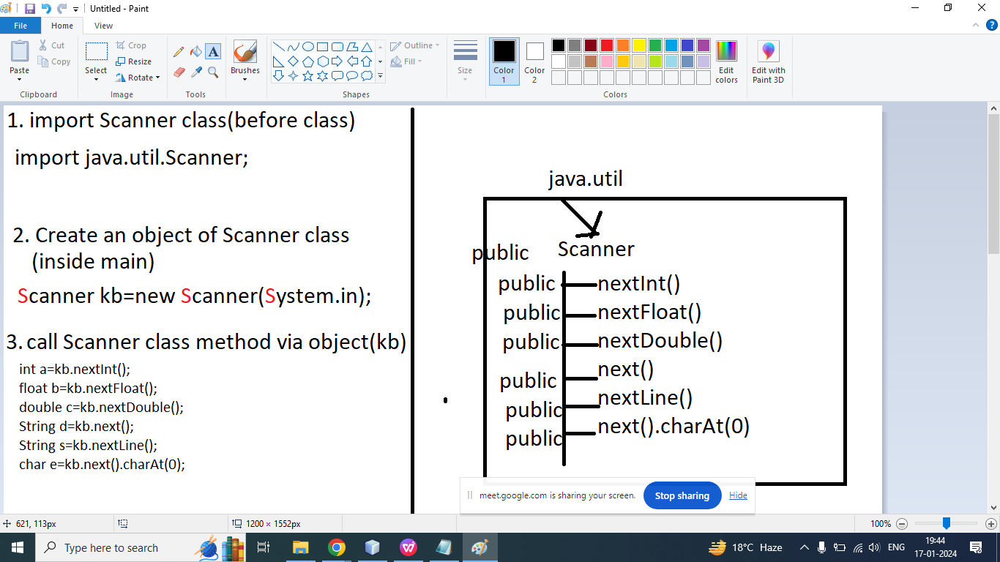 Untitled - Paint
File
Home
View
Paste
Cut
Copy
Clipboard
Select
Crop
Resize
Rotate
Image
A
Tools
Brushes
Outline
Fill
Shapes
Size
Color 1
Color 2
Edit colors
Colors
Edit with Paint 3D
1. import Scanner class(before class)
import java.util.Scanner;
2. Create an object of Scanner class
(inside main)
Scanner kb=new Scanner(System.in);
3. call Scanner class method via object(kb)
int a=kb.nextInt();
float b=kb.nextFloat();
double c=kb.nextDouble();
String d=kb.next();
String s=kb.nextLine();
char e=kb.next().charAt(0);
java.util
public Scanner
public nextInt()
public nextFloat()
public nextDouble()
public next()
public nextLine()
public next().charAt(0)
meet.google.com is sharing your screen.
Stop sharing
Hide
621, 113px
1200 × 1552px
100%
Type here to search
18°C Haze
ENG
19:44
17-01-2024